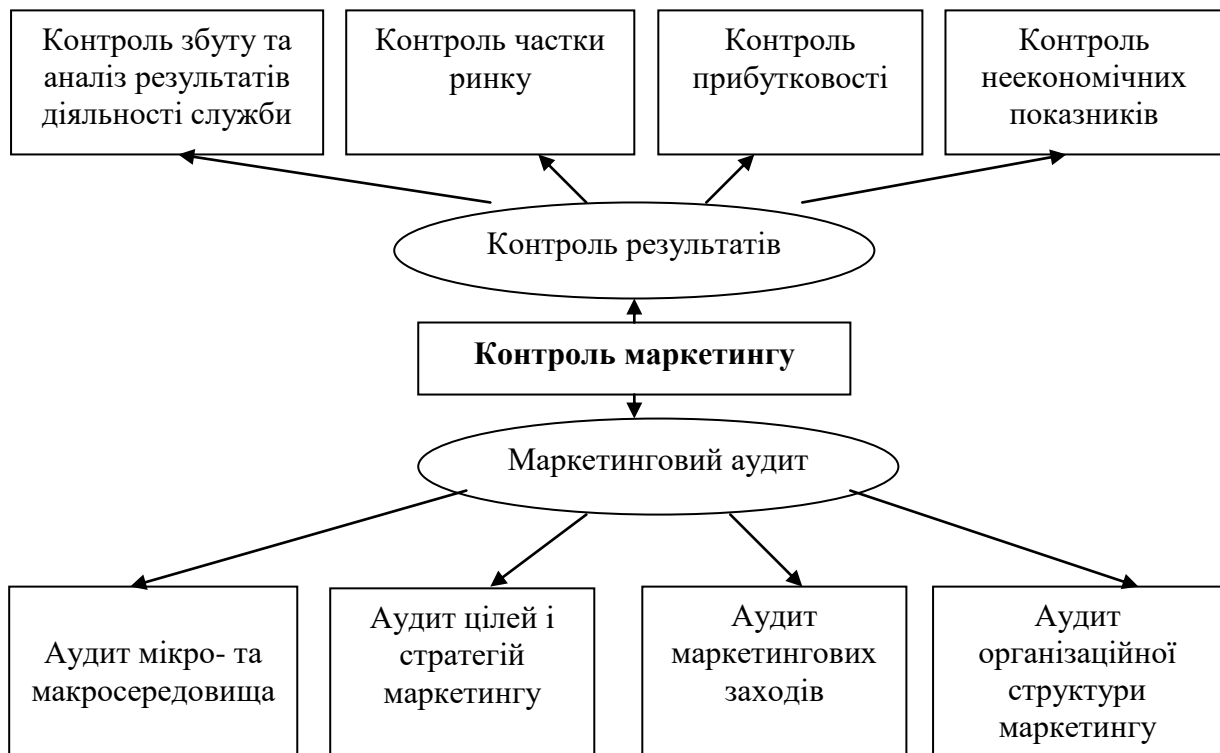 Контроль збуту та
аналіз результатів
діяльності служби
Контроль частки
ринку
Контроль
прибутковості
Контроль
неекономічних
показників
Контроль результатів
Контроль маркетингу
Маркетинговий аудит
Аудит мікро- та
макросередовища
Аудит цілей і
стратегій
маркетингу
Аудит
маркетингових
заходів
Аудит
організаційної
структури
маркетингу